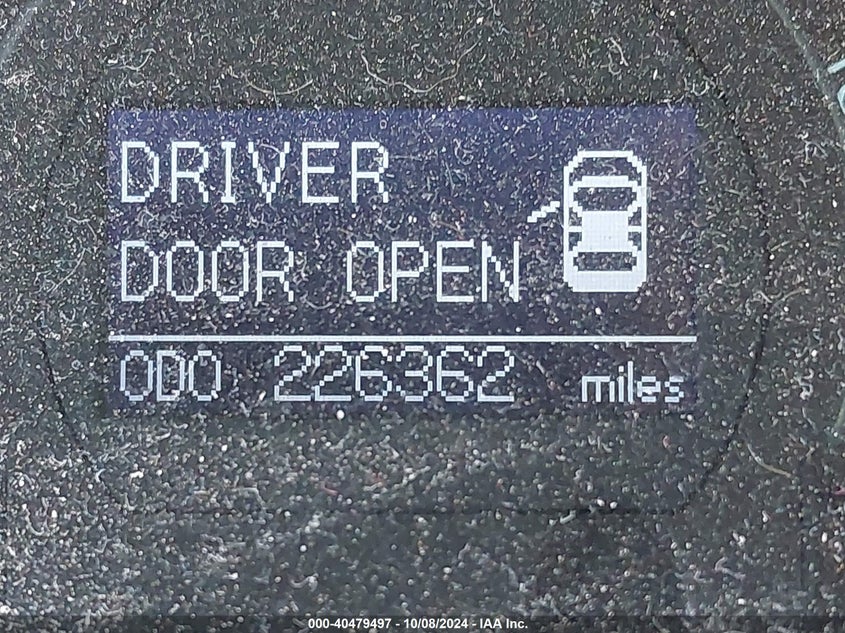 DRIVER
DOOR OPEN
ODO 226362 miles
000-40479497 - 10/08/2024 - IAA Inc.